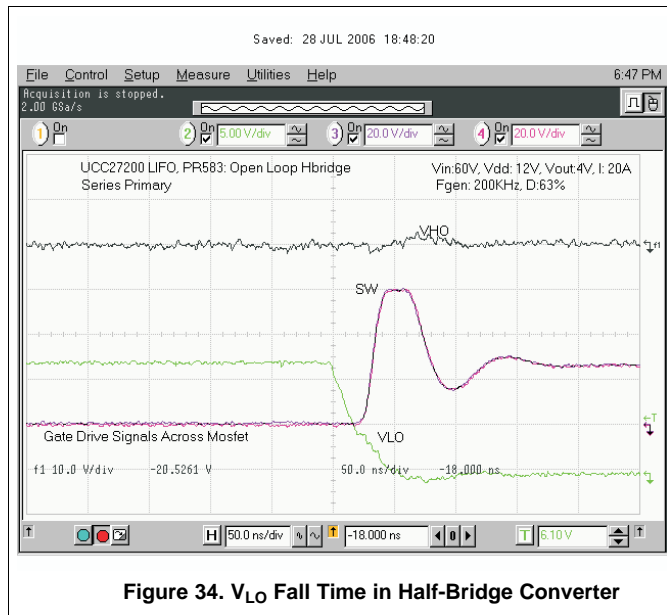 Saved: 28 JUL 2006 18:48:20
File Control Setup Measure Utilities Help 6:47 PM
Acquisition is stopped.
2.00 GSa/s
1 On 2 On 5.00 V/div 3 On 20.0 V/div 4 On 20.0 V/div
UCC27200 LIFO, PR583: Open Loop Hbridge
Series Primary
Vin:60V, Vdd: 12V, Vout:4V, I: 20A
Fgen: 200KHz, D:63%
VHO
f1
SW
T
Gate Drive Signals Across Mosfet
VLO
f1 10.0 V/div -20.5261 V 50.0 ns/div -18.000 ns
H 50.0 ns/div -18.000 ns 0 T 6.10 V
Figure 34. VLO Fall Time in Half-Bridge Converter